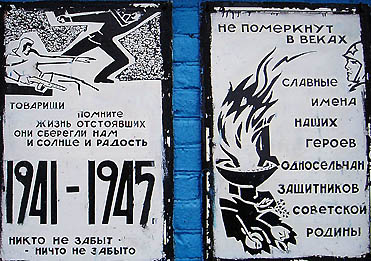 ТОВАРИЩИ
ПОМНИТЕ
ЖИЗНЬ ОТСТОЯВШИХ
ОНИ СБЕРЕГЛИ НАМ
И СОЛНЦЕ И РАДОСТЬ
1941-1945г.
НИКТО НЕ ЗАБЫТ -
- НИЧТО НЕ ЗАБЫТО
НЕ ПОМЕРКНУТ
В ВЕКАХ
СЛАВНЫЕ
ИМЕНА
НАШИХ
ГЕРОЕВ
ОДНОСЕЛЬЧАН
ЗАЩИТНИКОВ
СОВЕТСКОЙ
РОДИНЫ